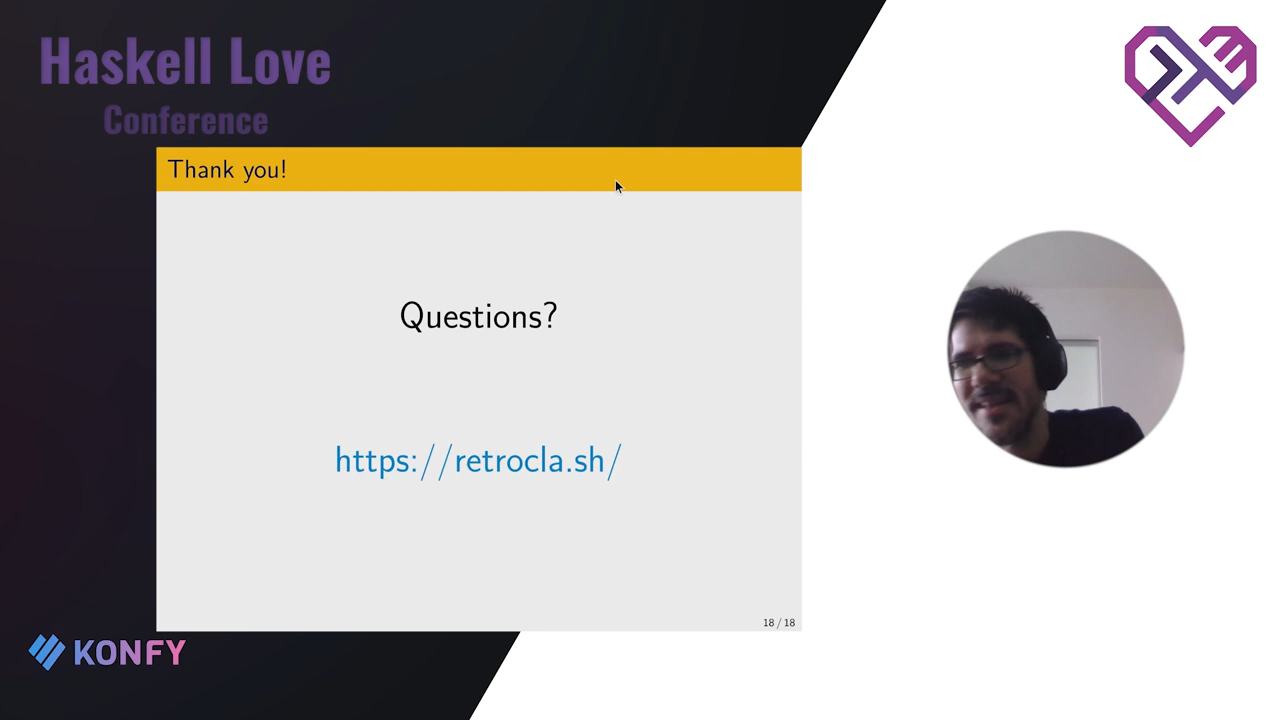 Haskell Love
Conference
Thank you!
Questions?
https://retrocla.sh/
18 / 18
KONFY